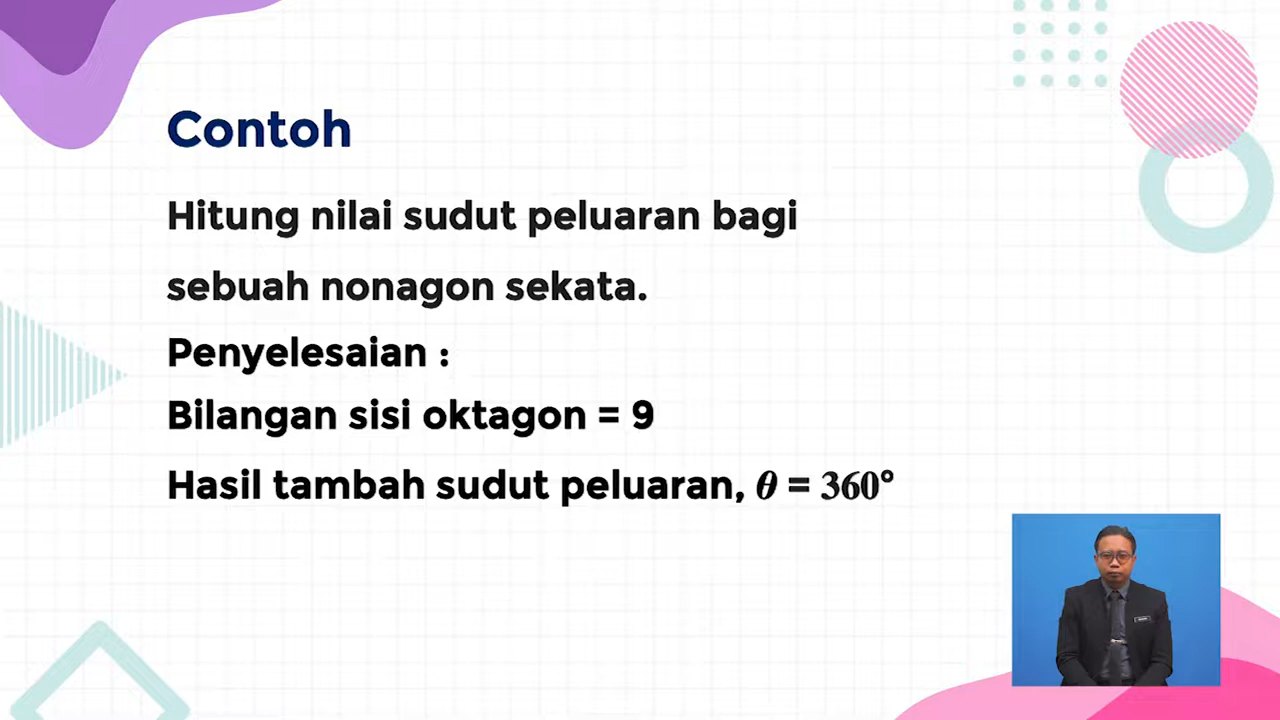 Contoh
Hitung nilai sudut peluaran bagi
sebuah nonagon sekata.
Penyelesaian :
Bilangan sisi oktagon = 9
Hasil tambah sudut peluaran, θ = 360°